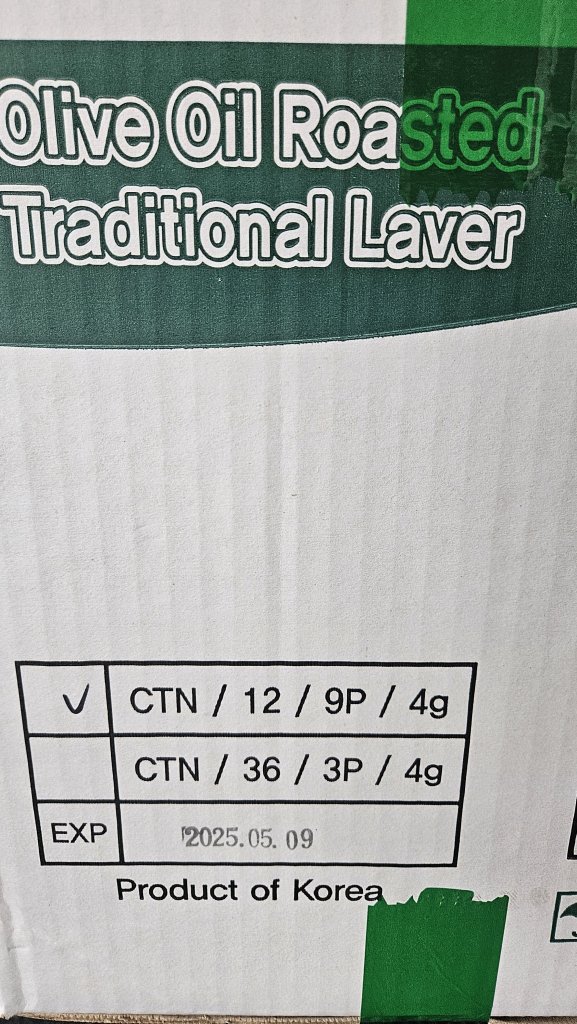 Olive Oil Roasted
Traditional Laver
✓ CTN / 12 / 9P / 4g
CTN / 36 / 3P / 4g
EXP 2025.05.09
Product of Korea